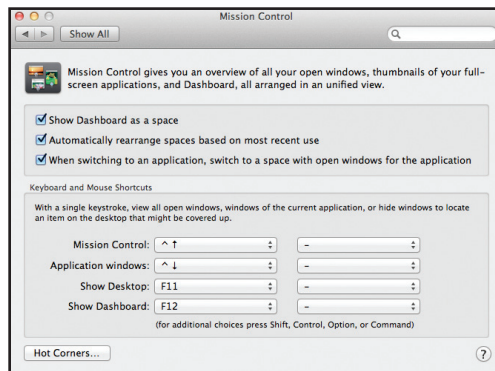 Mission Control
Show All
Mission Control gives you an overview of all your open windows, thumbnails of your full-
screen applications, and Dashboard, all arranged in an unified view.
Show Dashboard as a space
Automatically rearrange spaces based on most recent use
When switching to an application, switch to a space with open windows for the application
Keyboard and Mouse Shortcuts
With a single keystroke, view all open windows, windows of the current application, or hide windows to locate
an item on the desktop that might be covered up.
Mission Control: ^ ↑ –
Application windows: ^ ↓ –
Show Desktop: F11 –
Show Dashboard: F12 –
(for additional choices press Shift, Control, Option, or Command)
Hot Corners... ?